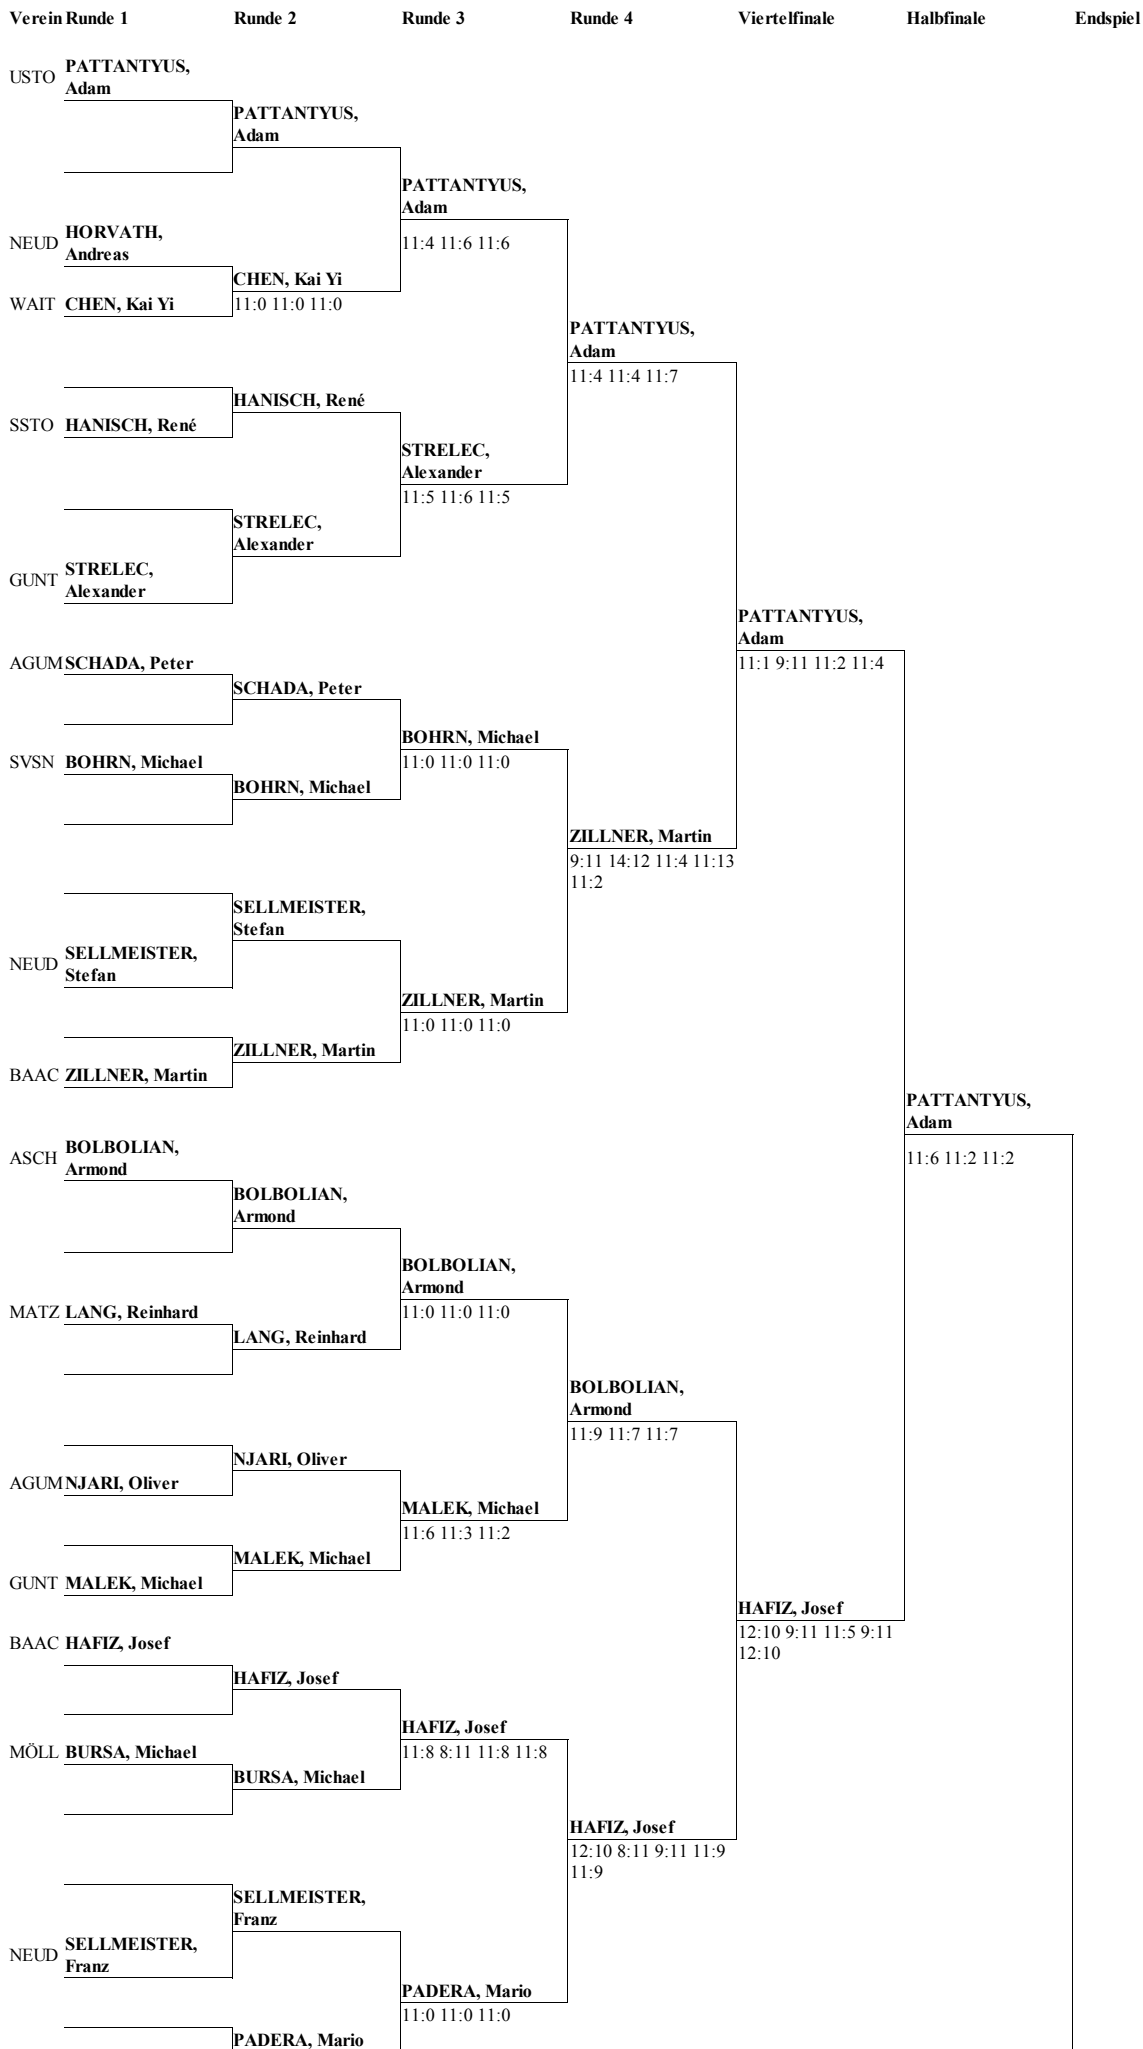 Verein Runde 1 Runde 2 Runde 3 Runde 4 Viertelfinale Halbfinale Endspiel
USTO PATTANTYUS,
Adam
PATTANTYUS,
Adam
PATTANTYUS,
Adam
NEUD HORVATH,
Andreas
11:4 11:6 11:6
CHEN, Kai Yi
WAIT CHEN, Kai Yi 11:0 11:0 11:0
PATTANTYUS,
Adam
11:4 11:4 11:7
HANISCH, René
SSTO HANISCH, René
STRELEC,
Alexander
11:5 11:6 11:5
STRELEC,
Alexander
GUNT STRELEC,
Alexander
PATTANTYUS,
Adam
11:1 9:11 11:2 11:4
AGUM SCHADA, Peter
SCHADA, Peter
BOHRN, Michael
SVSN BOHRN, Michael 11:0 11:0 11:0
BOHRN, Michael
ZILLNER, Martin
9:11 14:12 11:4 11:13
11:2
SELLMEISTER,
Stefan
NEUD SELLMEISTER,
Stefan
ZILLNER, Martin
11:0 11:0 11:0
ZILLNER, Martin
BAAC ZILLNER, Martin
PATTANTYUS,
Adam
11:6 11:2 11:2
ASCH BOLBOLIAN,
Armond
BOLBOLIAN,
Armond
BOLBOLIAN,
Armond
MATZ LANG, Reinhard 11:0 11:0 11:0
LANG, Reinhard
BOLBOLIAN,
Armond
11:9 11:7 11:7
NJARI, Oliver
AGUM NJARI, Oliver
MALEK, Michael
11:6 11:3 11:2
MALEK, Michael
GUNT MALEK, Michael
HAFIZ, Josef
12:10 9:11 11:5 9:11
12:10
BAAC HAFIZ, Josef
HAFIZ, Josef
HAFIZ, Josef
MÖLL BURSA, Michael 11:8 8:11 11:8 11:8
BURSA, Michael
HAFIZ, Josef
12:10 8:11 9:11 11:9
11:9
SELLMEISTER,
Franz
NEUD SELLMEISTER,
Franz
PADERA, Mario
11:0 11:0 11:0
PADERA, Mario